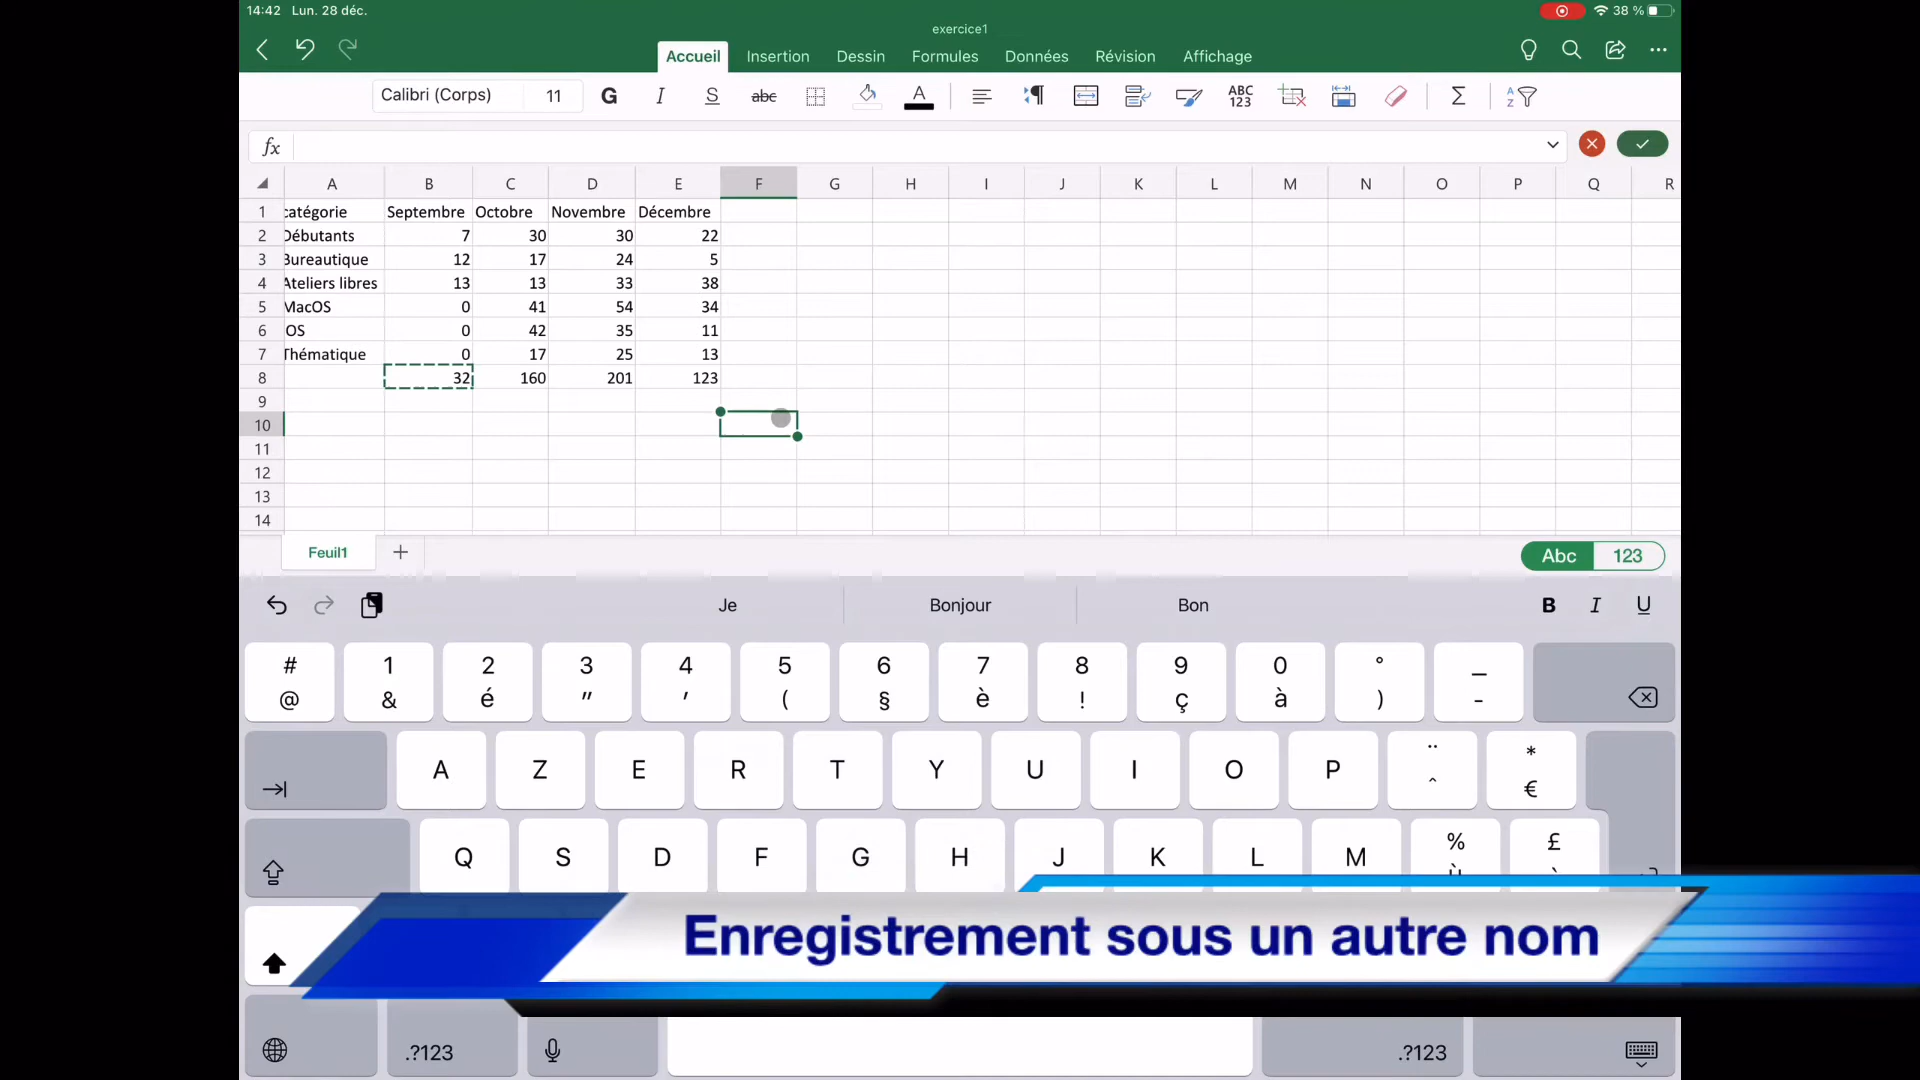 14:42 Lun. 28 déc.
38 %
exercice1
Accueil Insertion Dessin Formules Données Révision Affichage
Calibri (Corps) 11 G I S abc A ABC 123 Σ A Z
fx
A B C D E F G H I J K L M N O P Q R
1 catégorie Septembre Octobre Novembre Décembre
2 Débutants 7 30 30 22
3 Bureautique 12 17 24 5
4 Ateliers libres 13 13 33 38
5 MacOS 0 41 54 34
6 OS 0 42 35 11
7 Thématique 0 17 25 13
8 32 160 201 123
9
10
11
12
13
14
Feuil1 +
Abc 123
Je Bonjour Bon B I U
# 1 2 3 4 5 6 7 8 9 0 ° _
@ & é " ' ( § è ! ç à ) -
A Z E R T Y U I O P ¨ ^ * €
Q S D F G H J K L M % ù £ `
Enregistrement sous un autre nom
.?123 .?123